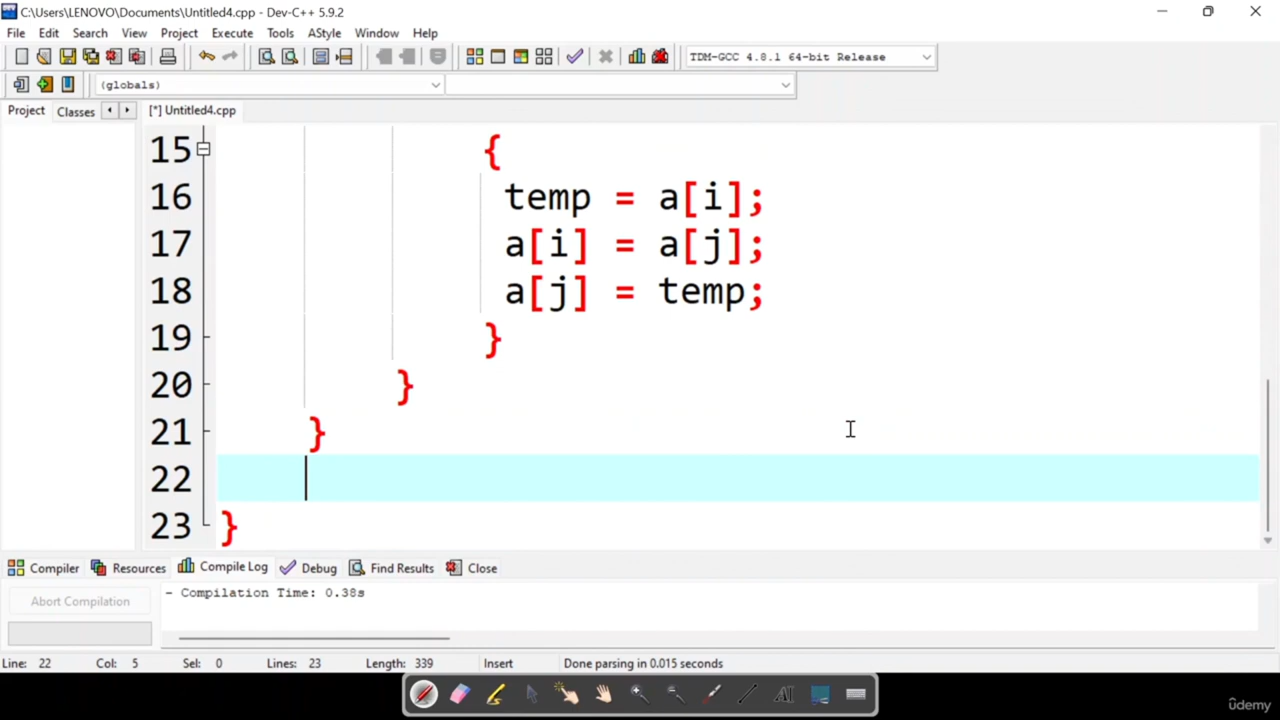 C:\Users\LENOVO\Documents\Untitled4.cpp - Dev-C++ 5.9.2
File Edit Search View Project Execute Tools AStyle Window Help
TDM-GCC 4.8.1 64-bit Release
(globals)
Project Classes [*] Untitled4.cpp
15 {
16 temp = a[i];
17 a[i] = a[j];
18 a[j] = temp;
19 }
20 }
21 }
22
23 }
Compiler Resources Compile Log Debug Find Results Close
Abort Compilation
- Compilation Time: 0.38s
Line: 22 Col: 5 Sel: 0 Lines: 23 Length: 339 Insert Done parsing in 0.015 seconds
AI
ûdemy